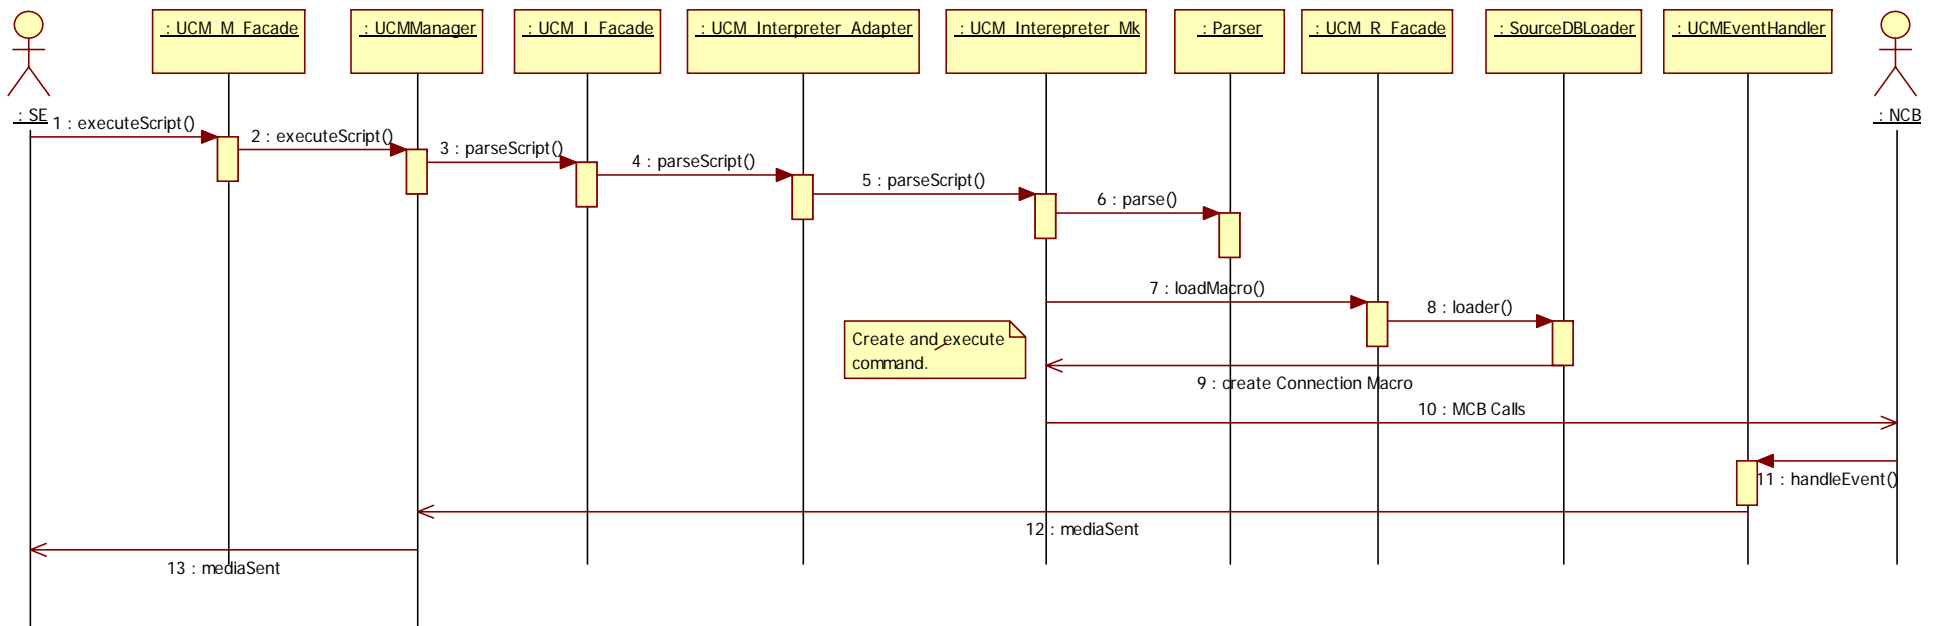 : UCM_M_Facade
: UCMManager
: UCM_I_Facade
: UCM_Interpreter_Adapter
: UCM_Interepreter_Mk
: Parser
: UCM_R_Facade
: SourceDBLoader
: UCMEventHandler
: SE
: NCB
1 : executeScript()
2 : executeScript()
3 : parseScript()
4 : parseScript()
5 : parseScript()
6 : parse()
7 : loadMacro()
8 : loader()
Create and execute
command.
9 : create Connection Macro
10 : MCB Calls
11 : handleEvent()
12 : mediaSent
13 : mediaSent